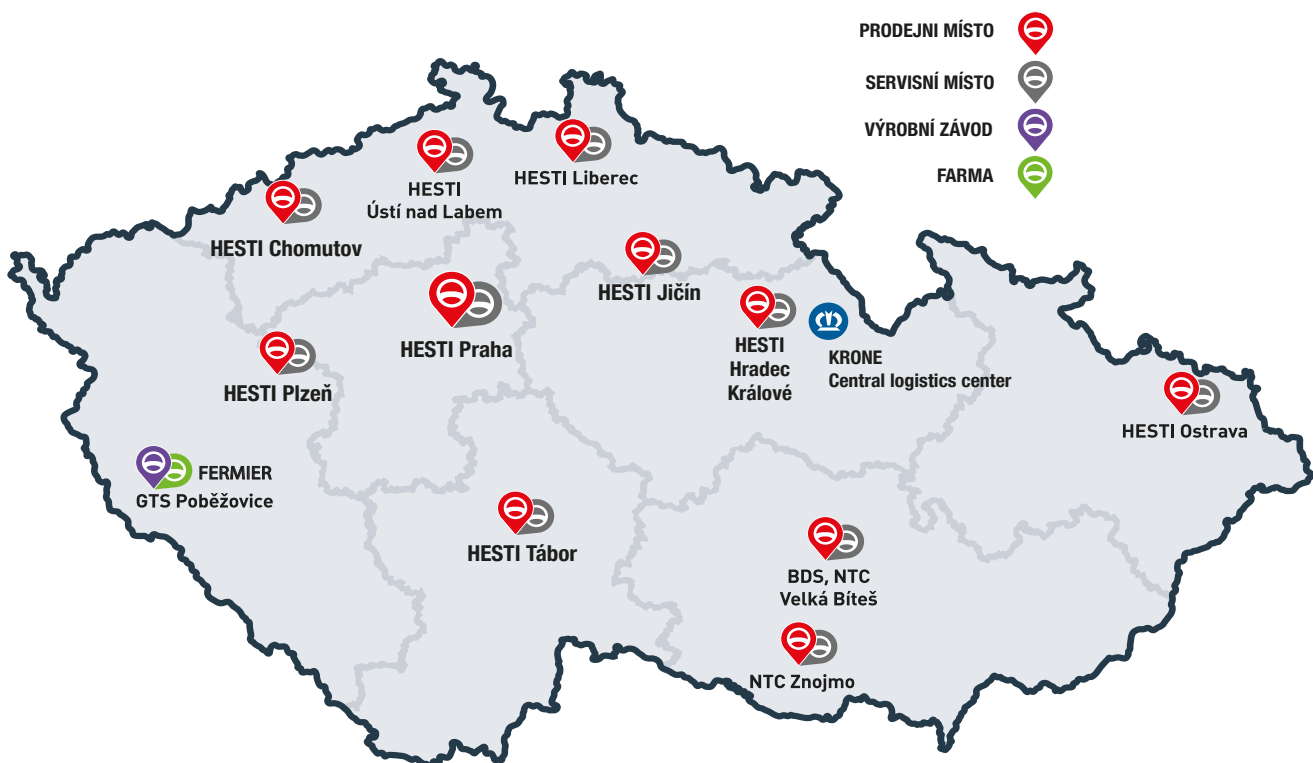 PRODEJNI MÍSTO
SERVISNÍ MÍSTO
VÝROBNÍ ZÁVOD
FARMA
HESTI
Ústí nad Labem
HESTI Liberec
HESTI Chomutov
HESTI Jičín
HESTI Praha
HESTI
Hradec
Králové
KRONE
Central logistics center
HESTI Plzeň
HESTI Ostrava
FERMIER
GTS Poběžovice
HESTI Tábor
BDS, NTC
Velká Bíteš
NTC Znojmo